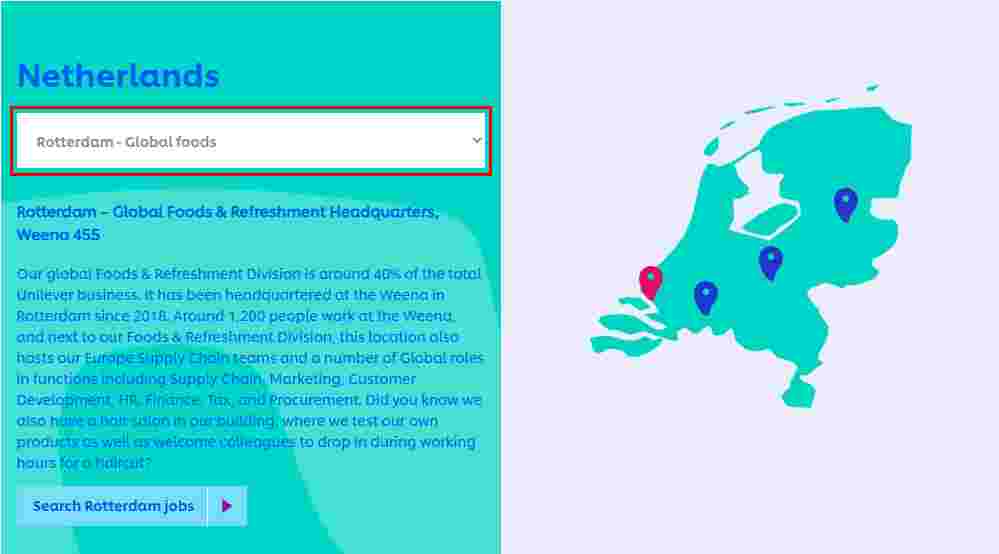 Netherlands
Rotterdam - Global foods
Rotterdam – Global Foods & Refreshment Headquarters,
Weena 455
Our global Foods & Refreshment Division is around 40% of the total
Unilever business. It has been headquartered at the Weena in
Rotterdam since 2018. Around 1,200 people work at the Weena,
and next to our Foods & Refreshment Division, this location also
hosts our Europe Supply Chain teams and a number of Global roles
in functions including Supply Chain, Marketing, Customer
Development, HR, Finance, Tax, and Procurement. Did you know we
also have a hair salon in our building, where we test our own
products as well as welcome colleagues to drop in during working
hours for a haircut?
Search Rotterdam jobs